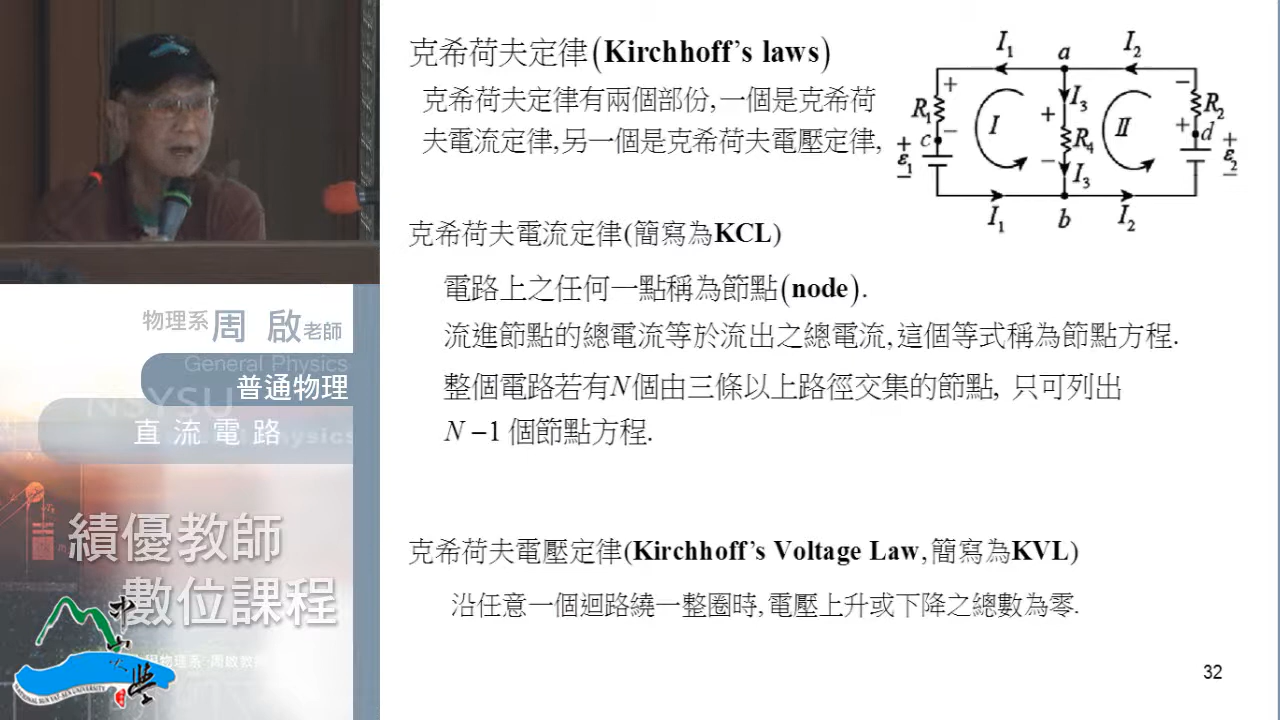 克希荷夫定律(Kirchhoff's laws)
克希荷夫定律有兩個部份,一個是克希荷
夫電流定律,另一個是克希荷夫電壓定律,
I₁ a I₂
+ I₃ −
R₁ I + R₄ II R₂
c − + d
+ ε₁ − − I₃ + ε₂ −
I₁ b I₂
克希荷夫電流定律(簡寫為KCL)
電路上之任何一點稱為節點(node).
流進節點的總電流等於流出之總電流,這個等式稱為節點方程.
整個電路若有N個由三條以上路徑交集的節點, 只可列出
N −1 個節點方程.
克希荷夫電壓定律(Kirchhoff's Voltage Law,簡寫為KVL)
沿任意一個迴路繞一整圈時,電壓上升或下降之總數為零.
32
物理系周 啟老師
General Physics
普通物理
NSYSU
直流電路
績優教師
數位課程
中山大學
NATIONAL SUN YAT-SEN UNIVERSITY